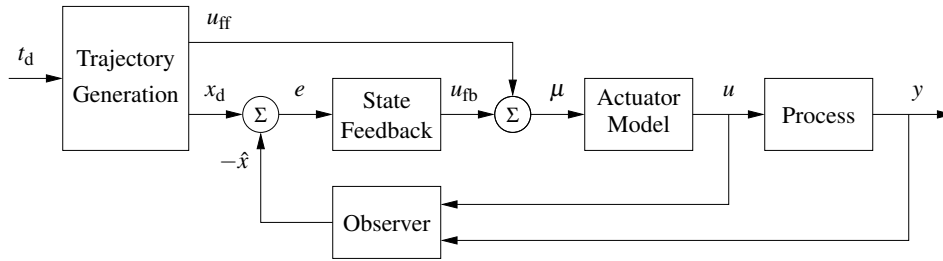 u_ff
t_d
Trajectory
Generation
x_d
Σ
e
State
Feedback
u_fb
Σ
μ
Actuator
Model
u
Process
y
−x̂
Observer